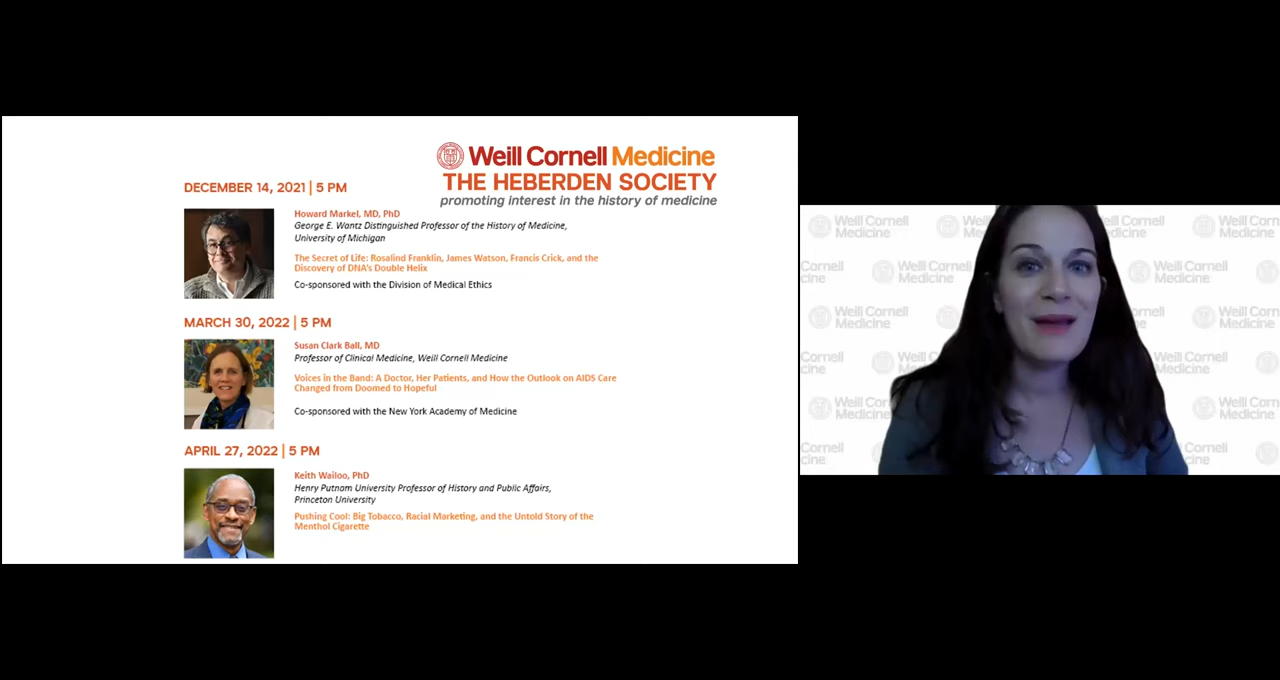 Weill Cornell Medicine
THE HEBERDEN SOCIETY
promoting interest in the history of medicine
DECEMBER 14, 2021 | 5 PM
Howard Markel, MD, PhD
George E. Wantz Distinguished Professor of the History of Medicine,
University of Michigan
The Secret of Life: Rosalind Franklin, James Watson, Francis Crick, and the
Discovery of DNA's Double Helix
Co-sponsored with the Division of Medical Ethics
MARCH 30, 2022 | 5 PM
Susan Clark Ball, MD
Professor of Clinical Medicine, Weill Cornell Medicine
Voices in the Band: A Doctor, Her Patients, and How the Outlook on AIDS Care
Changed from Doomed to Hopeful
Co-sponsored with the New York Academy of Medicine
APRIL 27, 2022 | 5 PM
Keith Wailoo, PhD
Henry Putnam University Professor of History and Public Affairs,
Princeton University
Pushing Cool: Big Tobacco, Racial Marketing, and the Untold Story of the
Menthol Cigarette
Weill Cornell
Medicine